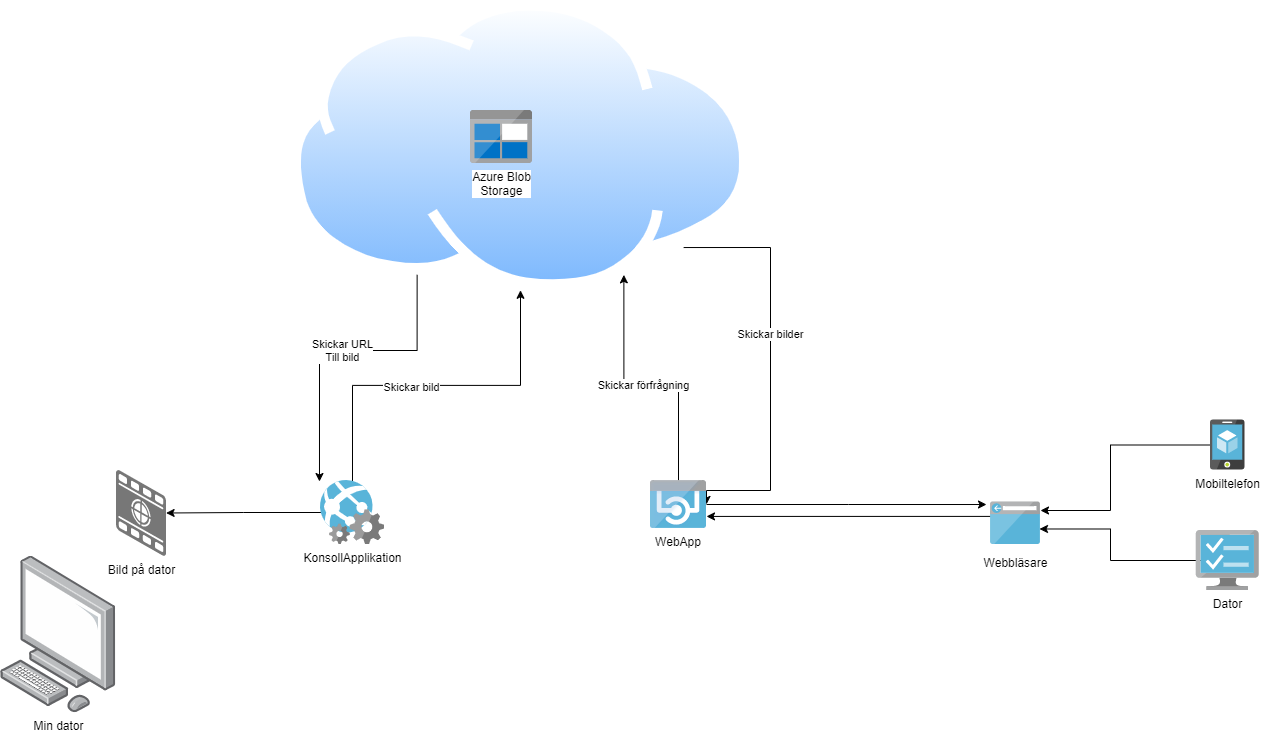 Azure Blob
Storage
Skickar URL
Till bild
Skickar bild
Skickar bilder
Skickar förfrågning
Mobiltelefon
WebApp
KonsollApplikation
Webbläsare
Bild på dator
Dator
Min dator